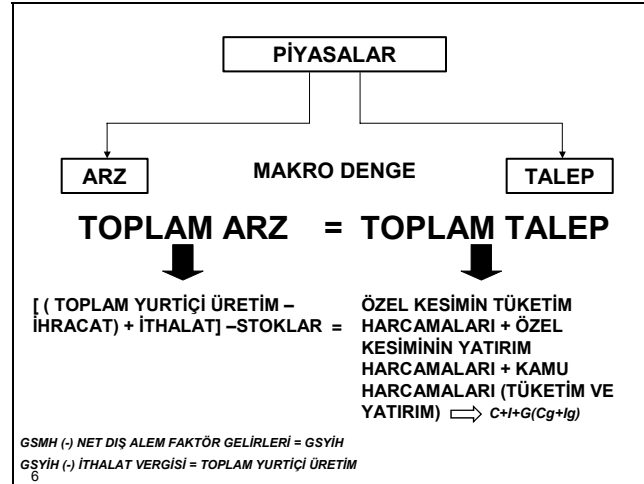 PİYASALAR
ARZ
MAKRO DENGE
TALEP
TOPLAM ARZ = TOPLAM TALEP
[ ( TOPLAM YURTİÇİ ÜRETİM –
İHRACAT) + İTHALAT] –STOKLAR =
ÖZEL KESİMİN TÜKETİM
HARCAMALARI + ÖZEL
KESİMİNİN YATIRIM
HARCAMALARI + KAMU
HARCAMALARI (TÜKETİM VE
YATIRIM) ⇨ C+I+G(Cg+Ig)
GSMH (-) NET DIŞ ALEM FAKTÖR GELİRLERİ = GSYİH
GSYİH (-) İTHALAT VERGİSİ = TOPLAM YURTİÇİ ÜRETİM
6